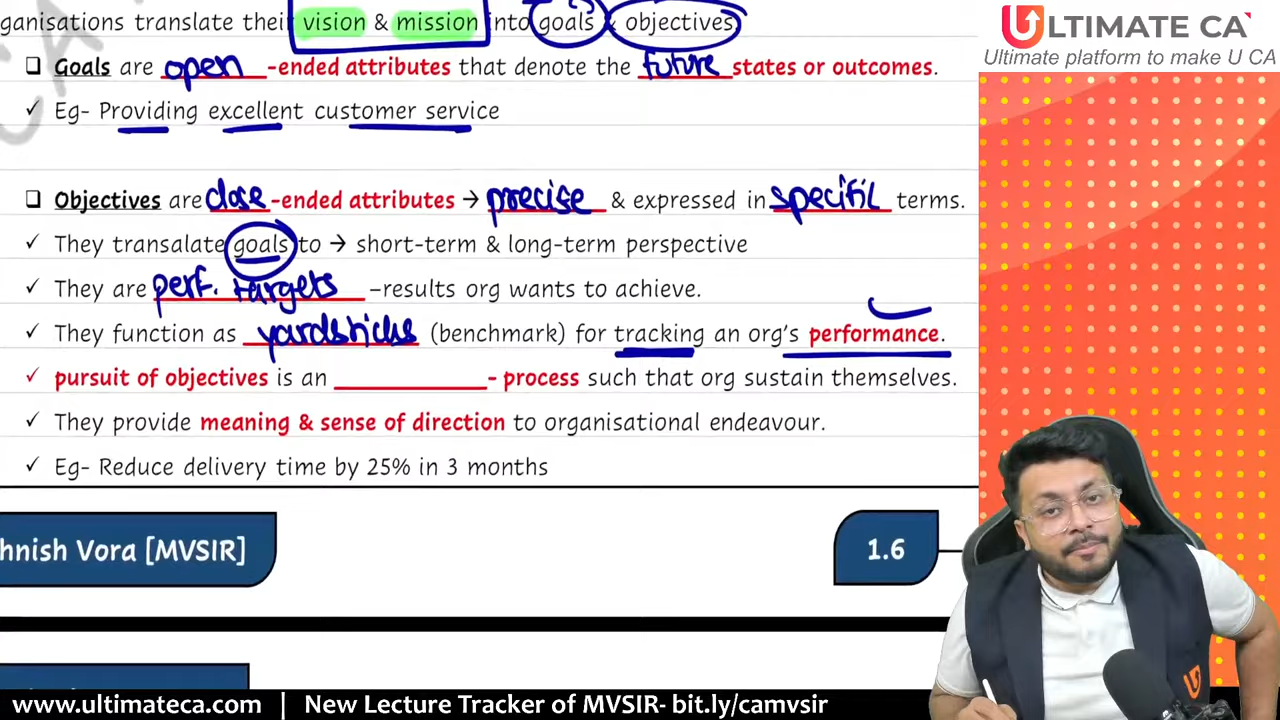 ganisations translate their vision & mission into goals & objectives
ULTIMATE CA
Ultimate platform to make U CA
❑ Goals are open -ended attributes that denote the future states or outcomes.
✓ Eg- Providing excellent customer service
❑ Objectives are close -ended attributes → precise & expressed in specific terms.
✓ They transalate goals to → short-term & long-term perspective
✓ They are perf. targets –results org wants to achieve.
✓ They function as yardsticks (benchmark) for tracking an org's performance.
✓ pursuit of objectives is an ____________- process such that org sustain themselves.
✓ They provide meaning & sense of direction to organisational endeavour.
✓ Eg- Reduce delivery time by 25% in 3 months
hnish Vora [MVSIR]
1.6
www.ultimateca.com | New Lecture Tracker of MVSIR- bit.ly/camvsir